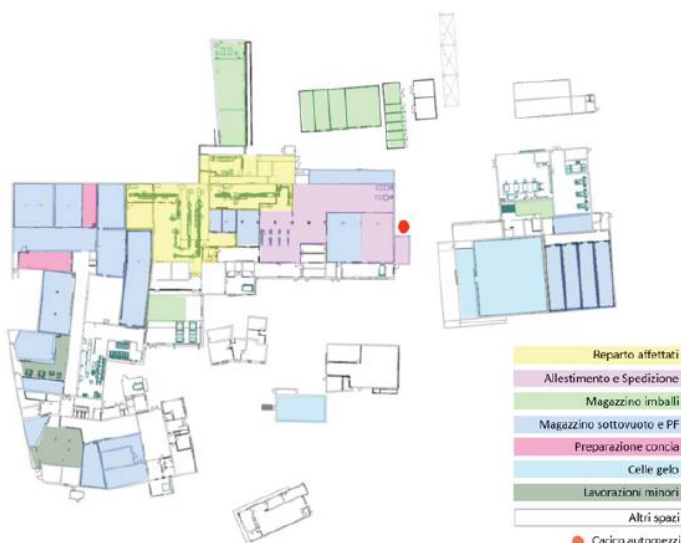 Reparto affettati
Allestimento e Spedizione
Magazzino imballi
Magazzino sottovuoto e PF
Preparazione concia
Celle gelo
Lavorazioni minori
Altri spazi
Carico automezzi